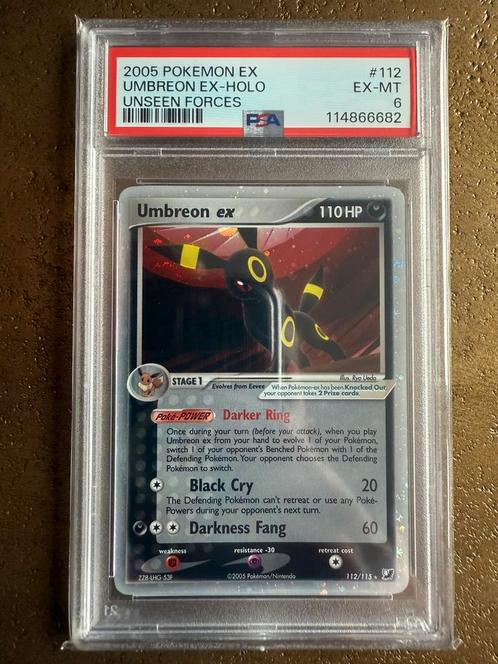 2005 POKEMON EX #112
UMBREON EX-HOLO EX-MT
UNSEEN FORCES 6
PSA 114866682
Umbreon ex 110 HP
Illus. Ryo Ueda
STAGE 1 Evolves from Eevee
When Pokémon-ex has been Knocked Out,
your opponent takes 2 Prize cards.
Poké-POWER Darker Ring
Once during your turn (before your attack), when you play
Umbreon ex from your hand to evolve 1 of your Pokémon,
switch 1 of your opponent's Benched Pokémon with 1 of
the Defending Pokémon. Your opponent chooses the Defending
Pokémon to switch.
Black Cry 20
The Defending Pokémon can't retreat or use any Poké-
Powers during your opponent's next turn.
Darkness Fang 60
weakness resistance -30 retreat cost
ZZB-LHG-53F ©2005 Pokémon/Nintendo 112/115